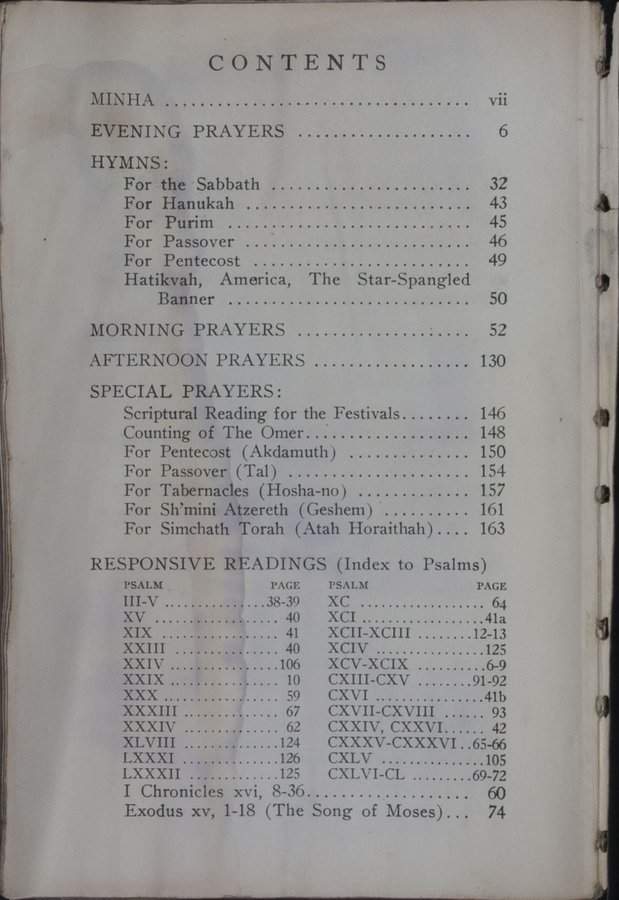 CONTENTS
MINHA ................................... vii
EVENING PRAYERS .................... 6
HYMNS:
For the Sabbath ....................... 32
For Hanukah .......................... 43
For Purim ............................ 45
For Passover .......................... 46
For Pentecost ......................... 49
Hatikvah, America, The Star-Spangled
Banner ............................ 50
MORNING PRAYERS .................... 52
AFTERNOON PRAYERS .................. 130
SPECIAL PRAYERS:
Scriptural Reading for the Festivals........ 146
Counting of The Omer................... 148
For Pentecost (Akdamuth) .............. 150
For Passover (Tal) ..................... 154
For Tabernacles (Hosha-no) ............. 157
For Sh'mini Atzereth (Geshem) .......... 161
For Simchath Torah (Atah Horaithah).... 163
RESPONSIVE READINGS (Index to Psalms)
PSALM PAGE PSALM PAGE
III-V ...............38-39 XC .................. 64
XV .................. 40 XCI ..................41a
XIX ................. 41 XCII-XCIII ........12-13
XXIII ............... 40 XCIV ................125
XXIV ................106 XCV-XCIX ..........6-9
XXIX ................ 10 CXIII-CXV .........91-92
XXX ................. 59 CXVI ................41b
XXXIII .............. 67 CXVII-CXVIII ...... 93
XXXIV ............... 62 CXXIV, CXXVI...... 42
XLVIII ..............124 CXXXV-CXXXVI..65-66
LXXXI ...............126 CXLV ...............105
LXXXII .............125 CXLVI-CL .........69-72
I Chronicles xvi, 8-36................... 60
Exodus xv, 1-18 (The Song of Moses)... 74